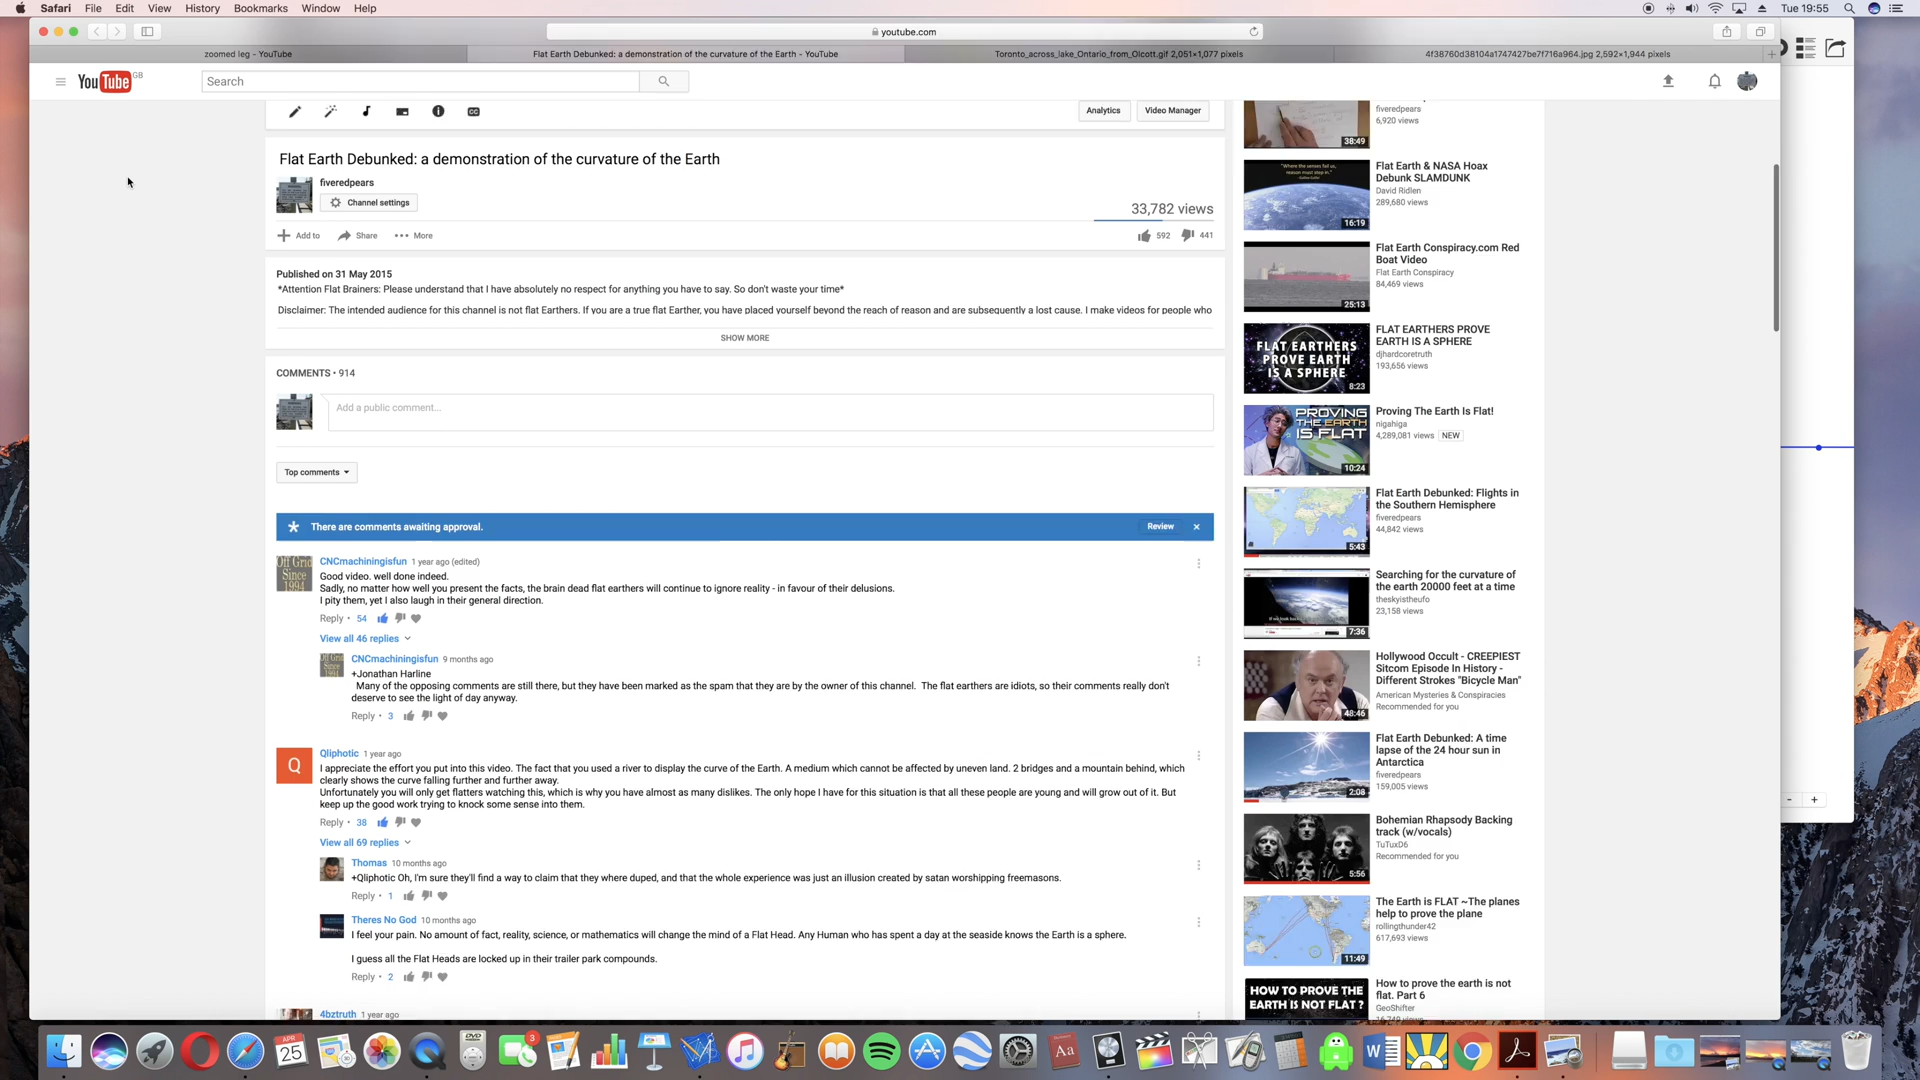 Safari File Edit View History Bookmarks Window Help
Tue 19:55
youtube.com
zoomed leg - YouTube
Flat Earth Debunked: a demonstration of the curvature of the Earth - YouTube
Toronto_across_lake_Ontario_from_Olcott.gif 2,051×1,077 pixels
4f38760d38104a1747427be7f716a964.jpg 2,592×1,944 pixels
YouTube GB
Search
Analytics
Video Manager
Flat Earth Debunked: a demonstration of the curvature of the Earth
fiveredpears
Channel settings
33,782 views
Add to Share More
592 441
Published on 31 May 2015
*Attention Flat Brainers: Please understand that I have absolutely no respect for anything you have to say. So don't waste your time*
Disclaimer: The intended audience for this channel is not flat Earthers. If you are a true flat Earther, you have placed yourself beyond the reach of reason and are subsequently a lost cause. I make videos for people who
SHOW MORE
COMMENTS • 914
Add a public comment...
Top comments
There are comments awaiting approval.
Review
Off Grid
Since
1994
CNCmachiningisfun 1 year ago (edited)
Good video. well done indeed.
Sadly, no matter how well you present the facts, the brain dead flat earthers will continue to ignore reality - in favour of their delusions.
I pity them, yet I also laugh in their general direction.
Reply • 54
View all 46 replies
CNCmachiningisfun 9 months ago
+Jonathan Harline
Many of the opposing comments are still there, but they have been marked as the spam that they are by the owner of this channel. The flat earthers are idiots, so their comments really don't
deserve to see the light of day anyway.
Reply • 3
Q
Qliphotic 1 year ago
I appreciate the effort you put into this video. The fact that you used a river to display the curve of the Earth. A medium which cannot be affected by uneven land. 2 bridges and a mountain behind, which
clearly shows the curve falling further and further away.
Unfortunately you will only get flatters watching this, which is why you have almost as many dislikes. The only hope I have for this situation is that all these people are young and will grow out of it. But
keep up the good work trying to knock some sense into them.
Reply • 38
View all 69 replies
Thomas 10 months ago
+Qliphotic Oh, I'm sure they'll find a way to claim that they where duped, and that the whole experience was just an illusion created by satan worshipping freemasons.
Reply • 1
Theres No God 10 months ago
I feel your pain. No amount of fact, reality, science, or mathematics will change the mind of a Flat Head. Any Human who has spent a day at the seaside knows the Earth is a sphere.
I guess all the Flat Heads are locked up in their trailer park compounds.
Reply • 2
4bztruth 1 year ago
fiveredpears
6,920 views
38:49
Flat Earth & NASA Hoax
Debunk SLAMDUNK
David Ridlen
289,680 views
16:19
Flat Earth Conspiracy.com Red
Boat Video
Flat Earth Conspiracy
84,469 views
25:13
FLAT EARTHERS
PROVE EARTH
IS A SPHERE
8:23
FLAT EARTHERS PROVE
EARTH IS A SPHERE
djhardcoretruth
193,656 views
PROVING
THE EARTH
IS FLAT
10:24
Proving The Earth Is Flat!
nigahiga
4,289,081 views NEW
Flat Earth Debunked: Flights in
the Southern Hemisphere
fiveredpears
44,842 views
5:43
Searching for the curvature of
the earth 20000 feet at a time
theskyistheufo
23,158 views
7:36
Hollywood Occult - CREEPIEST
Sitcom Episode In History -
Different Strokes "Bicycle Man"
American Mysteries & Conspiracies
Recommended for you
48:46
Flat Earth Debunked: A time
lapse of the 24 hour sun in
Antarctica
fiveredpears
159,005 views
2:08
Bohemian Rhapsody Backing
track (w/vocals)
TuTuxD6
Recommended for you
5:56
The Earth is FLAT ~The planes
help to prove the plane
rollingthunder42
617,693 views
11:49
HOW TO PROVE THE
EARTH IS NOT FLAT ?
How to prove the earth is not
flat. Part 6
GeoShifter
APR
25
DVD
3
Aa
W